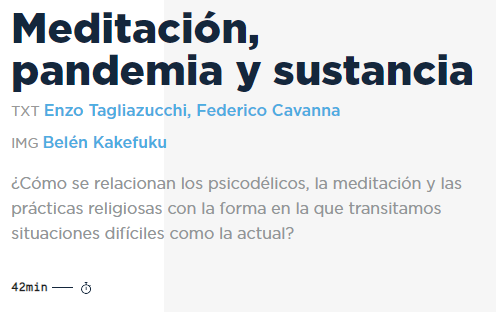 Meditación,
pandemia y sustancia
TXT Enzo Tagliazucchi, Federico Cavanna
IMG Belén Kakefuku
¿Cómo se relacionan los psicodélicos, la meditación y las
prácticas religiosas con la forma en la que transitamos
situaciones difíciles como la actual?
42min